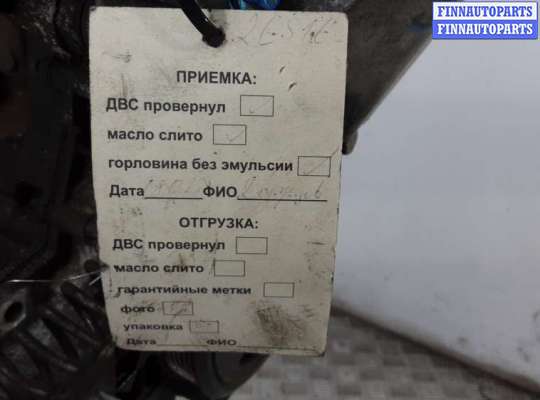 FINNAUTOPARTS
FINNAUTOPARTS
ПРИЕМКА:
ДВС провернул
масло слито
горловина без эмульсии
Дата ФИО
ОТГРУЗКА:
ДВС провернул
масло слито
гарантийные метки
фото
упаковка
Дата ФИО